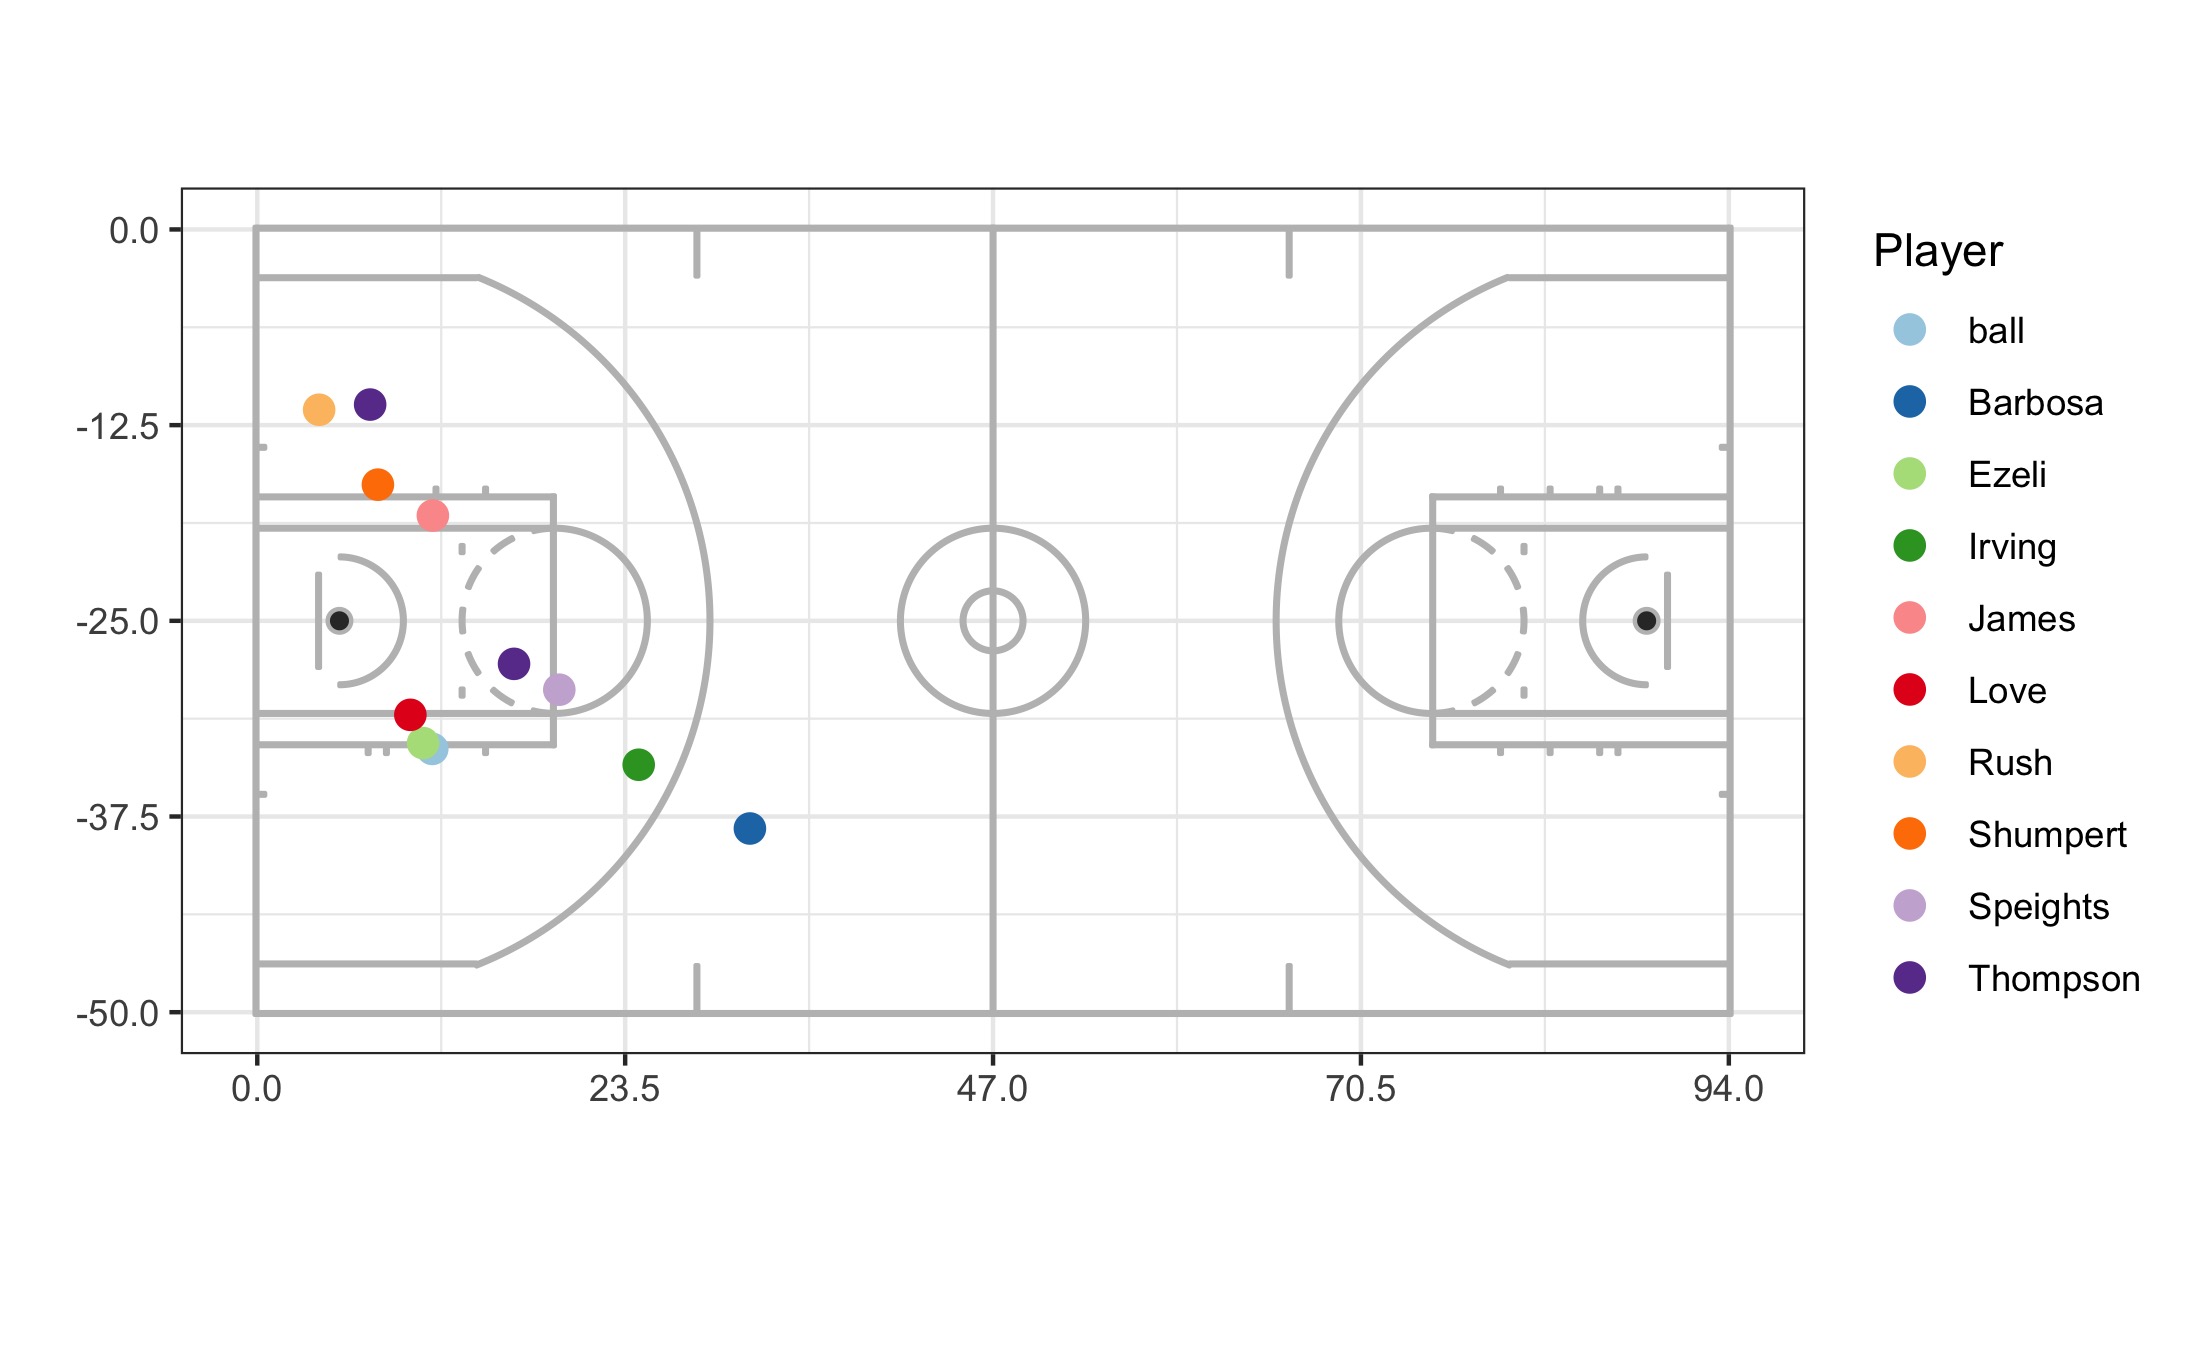 0.0
-12.5
-25.0
-37.5
-50.0
0.0 23.5 47.0 70.5 94.0
Player
ball
Barbosa
Ezeli
Irving
James
Love
Rush
Shumpert
Speights
Thompson